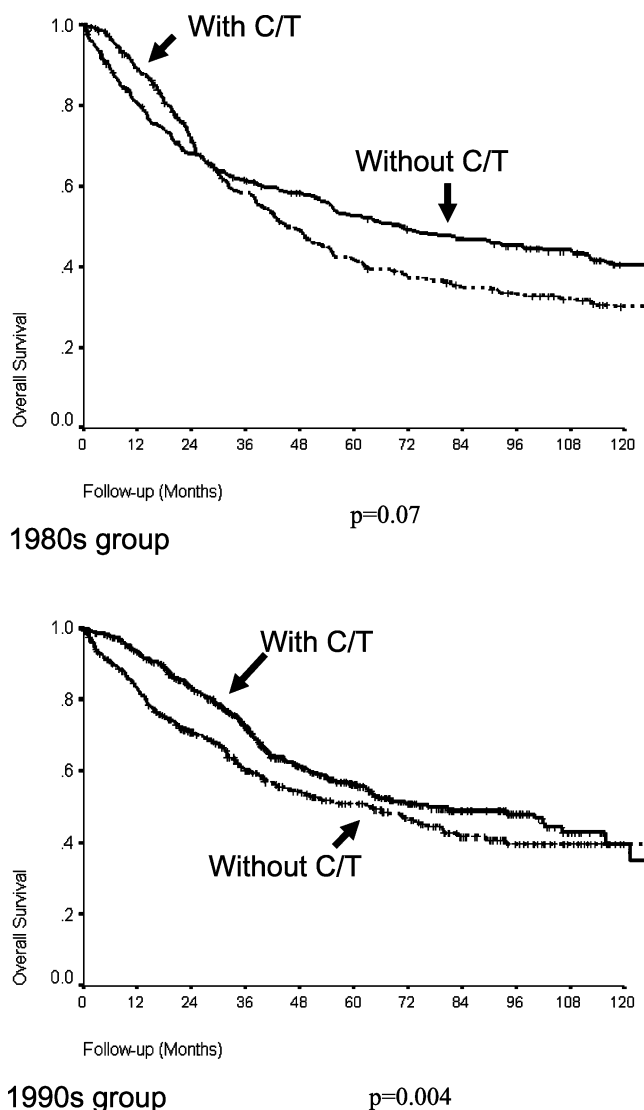 1.0
With C/T
.8
Without C/T
.6
.4
.2
0.0
Overall Survival
0 12 24 36 48 60 72 84 96 108 120
Follow-up (Months)
p=0.07
1980s group
1.0
With C/T
.8
.6
.4
Without C/T
.2
0.0
Overall Survival
0 12 24 36 48 60 72 84 96 108 120
Follow-up (Months)
1990s group p=0.004